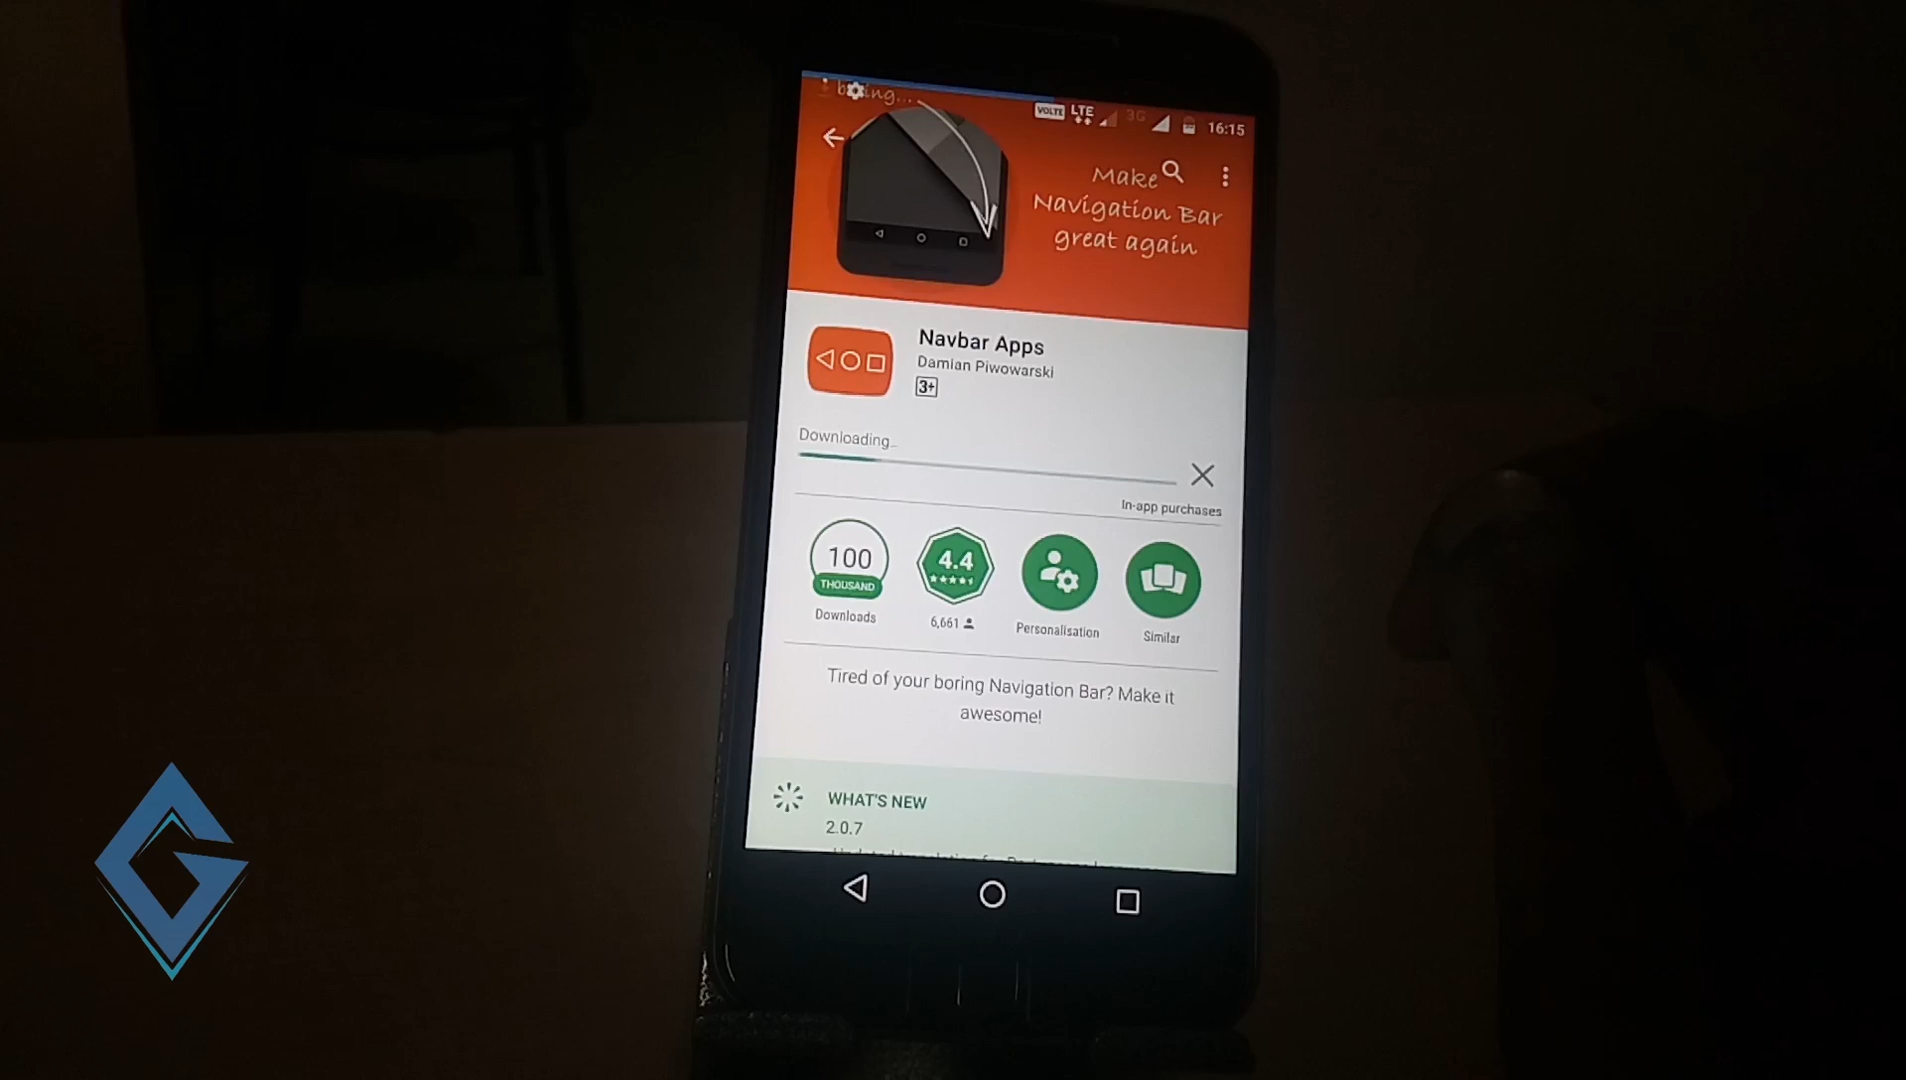 boing...
VOLTE LTE 3G 16:15
Make
Navigation Bar
great again
Navbar Apps
Damian Piwowarski
3+
Downloading...
In-app purchases
100
THOUSAND
Downloads
4.4
6,661
Personalisation
Similar
Tired of your boring Navigation Bar? Make it
awesome!
WHAT'S NEW
2.0.7